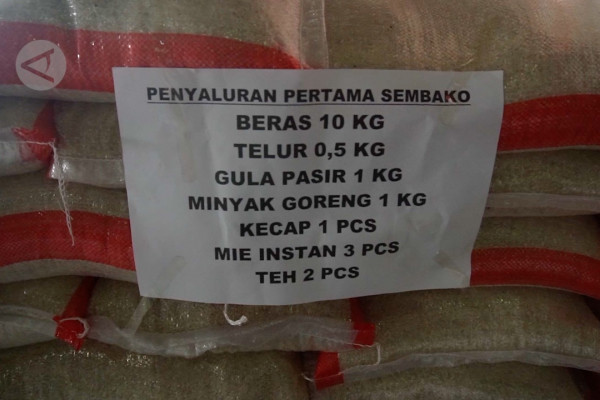 PENYALURAN PERTAMA SEMBAKO
BERAS 10 KG
TELUR 0,5 KG
GULA PASIR 1 KG
MINYAK GORENG 1 KG
KECAP 1 PCS
MIE INSTAN 3 PCS
TEH 2 PCS